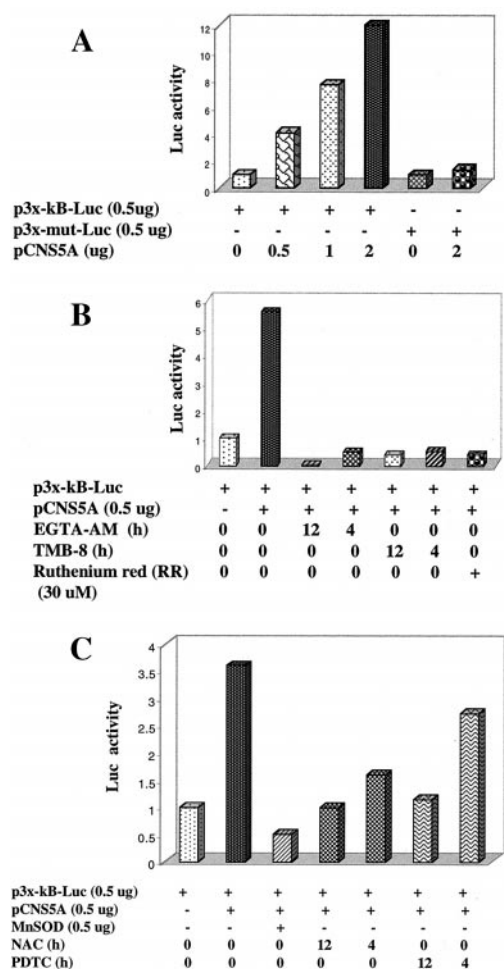 A
Luc activity
12
10
8
6
4
2
0
p3x-kB-Luc (0.5ug) + + + + - -
p3x-mut-Luc (0.5 ug) - - - - + +
pCNS5A (ug) 0 0.5 1 2 0 2
B
Luc activity
6
5
4
3
2
1
0
p3x-kB-Luc + + + + + + +
pCNS5A (0.5 ug) - + + + + + +
EGTA-AM (h) 0 0 12 4 0 0 0
TMB-8 (h) 0 0 0 0 12 4 0
Ruthenium red (RR) 0 0 0 0 0 0 +
(30 uM)
C
Luc activity
4
3.5
3
2.5
2
1.5
1
0.5
0
p3x-kB-Luc (0.5 ug) + + + + + + +
pCNS5A (0.5 ug) - + + + + + +
MnSOD (0.5 ug) - - + - - - -
NAC (h) 0 0 0 12 4 0 0
PDTC (h) 0 0 0 0 0 12 4